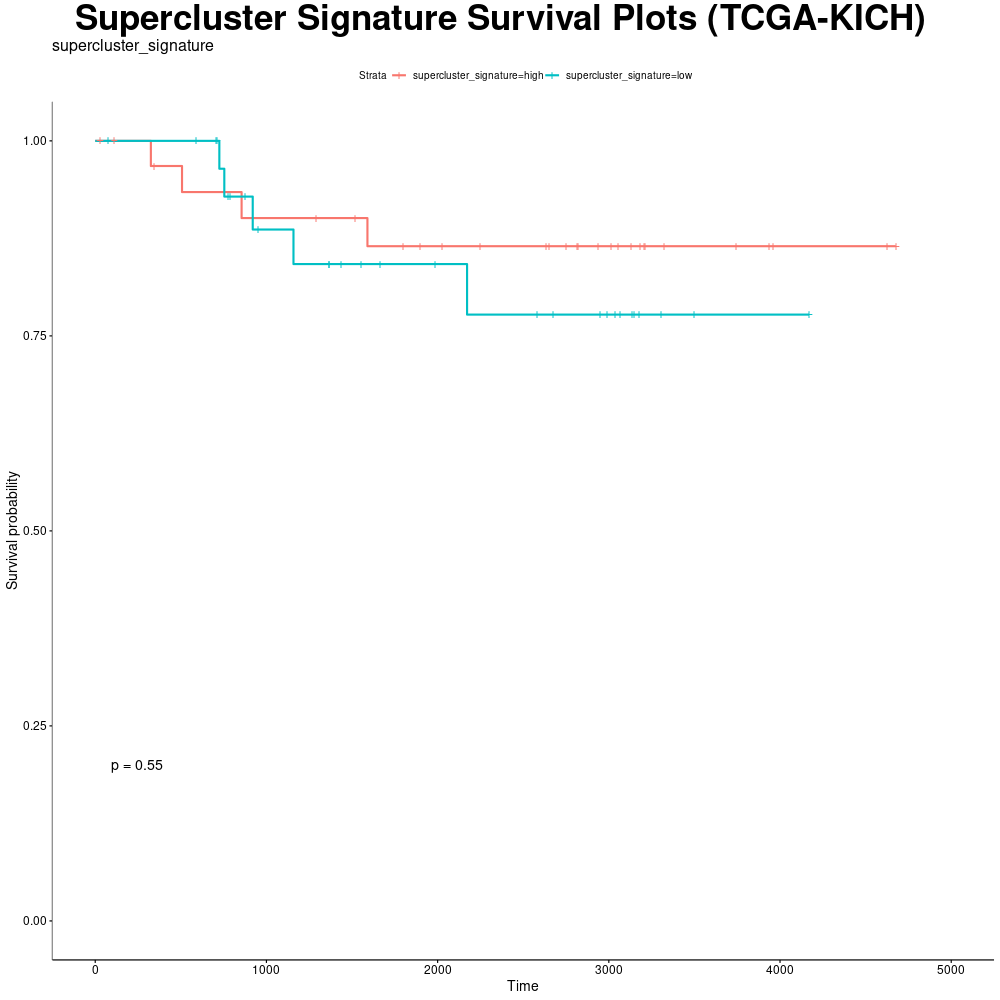 Supercluster Signature Survival Plots (TCGA-KICH)
supercluster_signature
Strata supercluster_signature=high supercluster_signature=low
1.00
0.75
0.50
0.25
0.00
Survival probability
p = 0.55
0 1000 2000 3000 4000 5000
Time